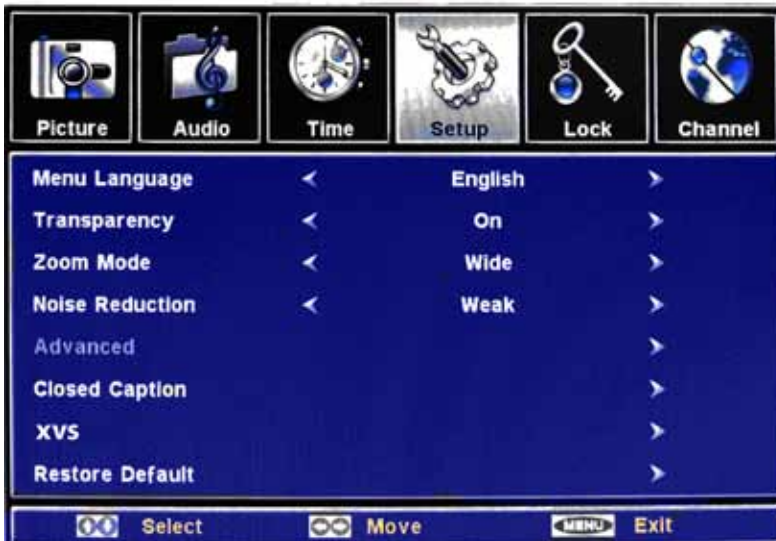 Picture Audio Time Setup Lock Channel
Menu Language English
Transparency On
Zoom Mode Wide
Noise Reduction Weak
Advanced
Closed Caption
XVS
Restore Default
Select Move MENU Exit